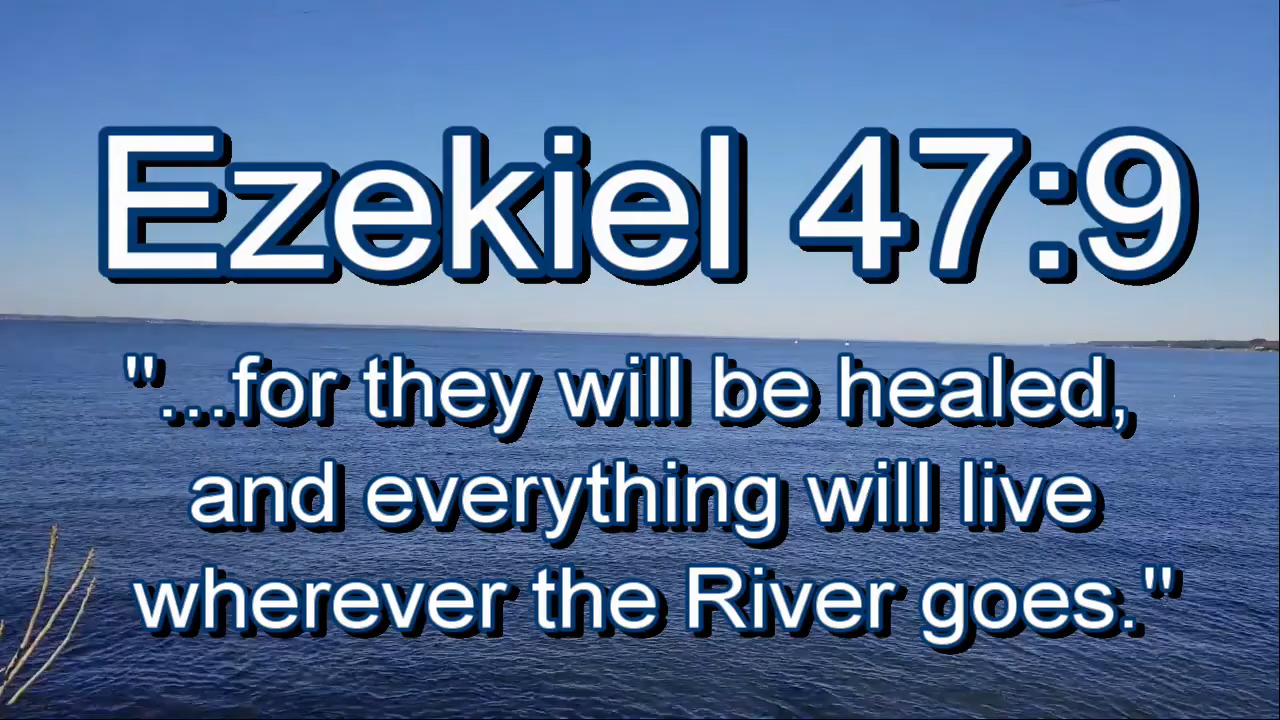 Ezekiel 47:9
"...for they will be healed,
and everything will live
wherever the River goes."